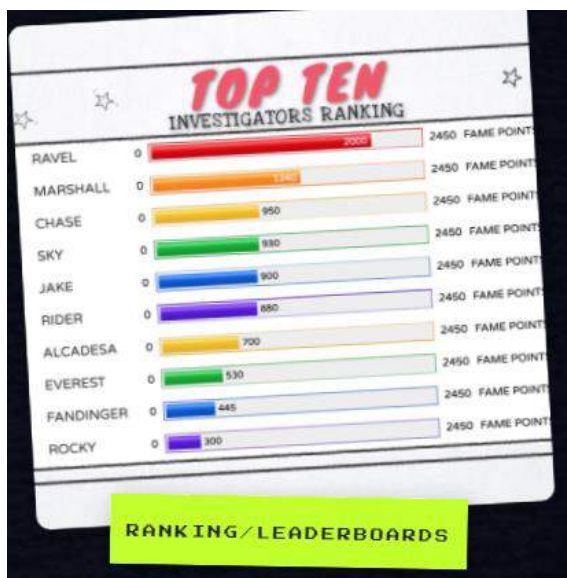 TOP TEN
INVESTIGATORS RANKING
RAVEL 0 2000 2450 FAME POINTS
MARSHALL 0 2450 FAME POINTS
CHASE 0 950 2450 FAME POINTS
SKY 0 930 2450 FAME POINTS
JAKE 0 900 2450 FAME POINTS
RIDER 0 880 2450 FAME POINTS
ALCADESA 0 700 2450 FAME POINTS
EVEREST 0 530 2450 FAME POINTS
FANDINGER 0 445 2450 FAME POINTS
ROCKY 0 300 2450 FAME POINTS
RANKING/LEADERBOARDS